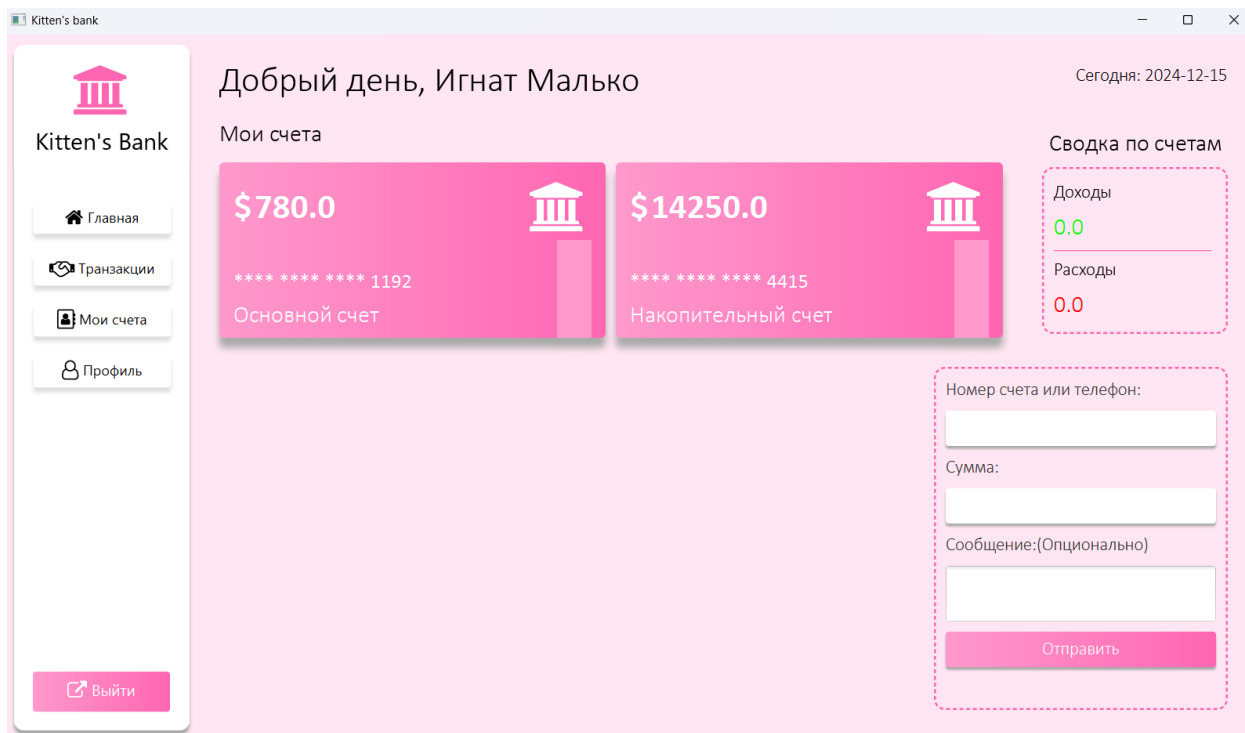 Kitten's bank
Kitten's Bank
Главная
Транзакции
Мои счета
Профиль
Выйти
Добрый день, Игнат Малько
Сегодня: 2024-12-15
Мои счета
$780.0
**** **** **** 1192
Основной счет
$14250.0
**** **** **** 4415
Накопительный счет
Сводка по счетам
Доходы
0.0
Расходы
0.0
Номер счета или телефон:
Сумма:
Сообщение:(Опционально)
Отправить